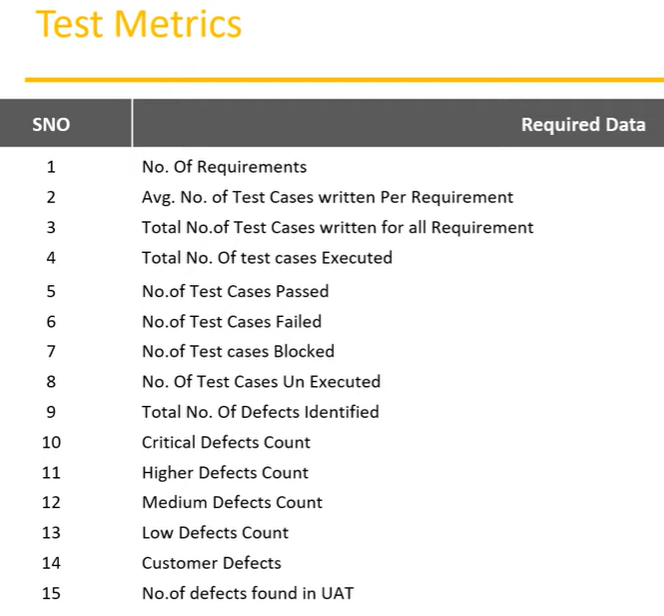 Test Metrics
SNO Required Data
1 No. Of Requirements
2 Avg. No. of Test Cases written Per Requirement
3 Total No.of Test Cases written for all Requirement
4 Total No. Of test cases Executed
5 No.of Test Cases Passed
6 No.of Test Cases Failed
7 No.of Test cases Blocked
8 No. Of Test Cases Un Executed
9 Total No. Of Defects Identified
10 Critical Defects Count
11 Higher Defects Count
12 Medium Defects Count
13 Low Defects Count
14 Customer Defects
15 No.of defects found in UAT